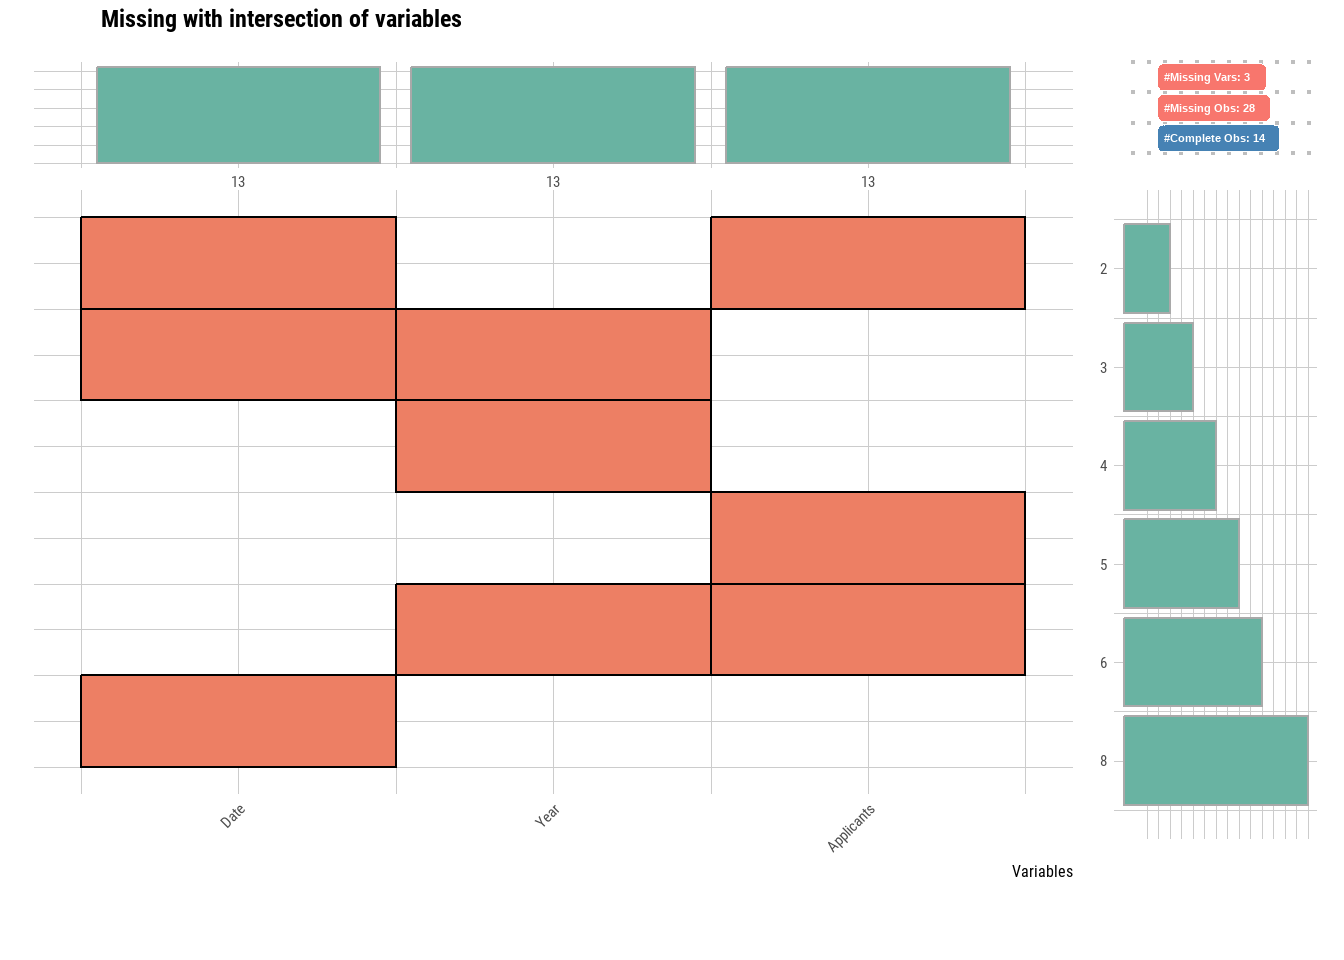 Missing with intersection of variables
#Missing Vars: 3
#Missing Obs: 28
#Complete Obs: 14
13 13 13
2
3
4
5
6
8
Date Year Applicants
Variables